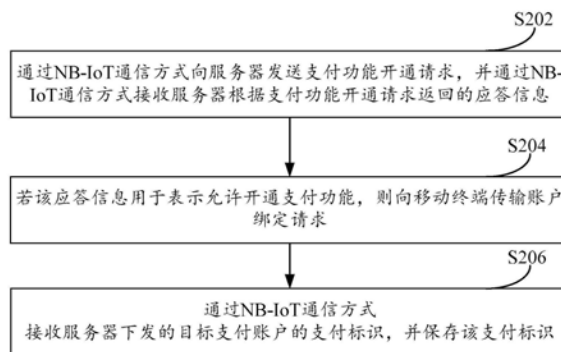 S202
通过NB-IoT通信方式向服务器发送支付功能开通请求，并通过NB-
IoT通信方式接收服务器根据支付功能开通请求返回的应答信息
S204
若该应答信息用于表示允许开通支付功能，则向移动终端传输账户
绑定请求
S206
通过NB-IoT通信方式
接收服务器下发的目标支付账户的支付标识，并保存该支付标识